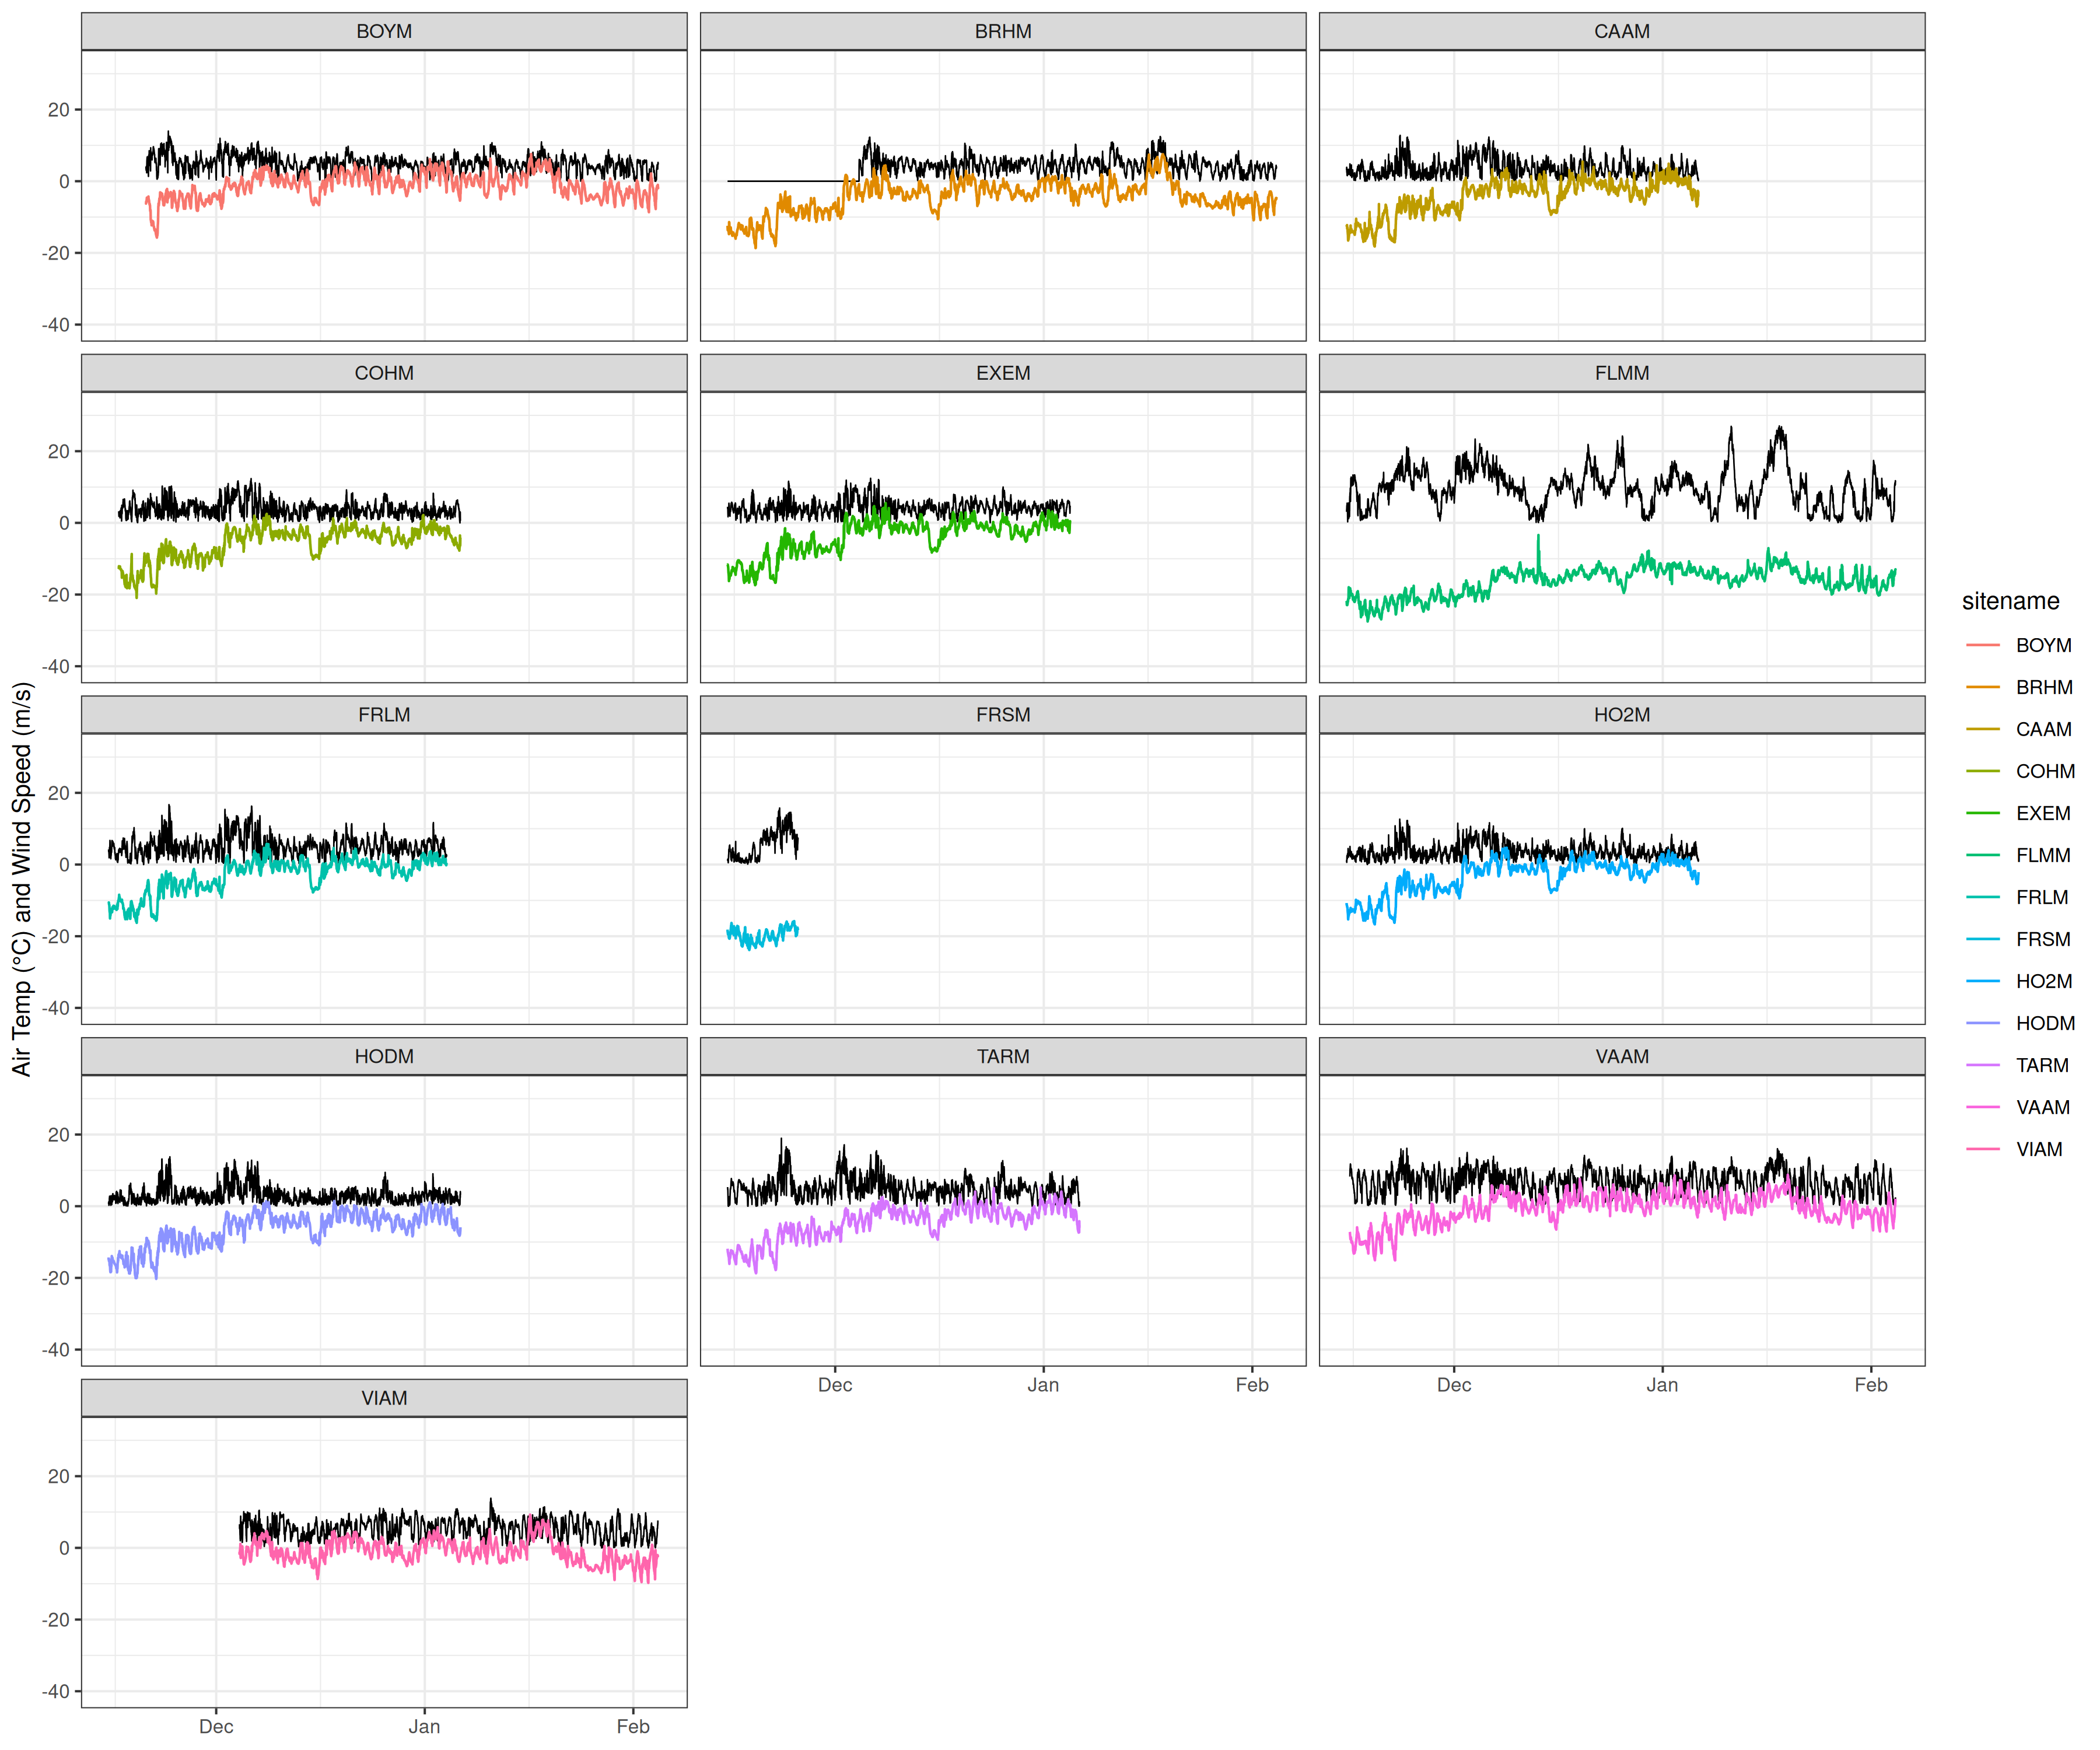 BOYM
BRHM
CAAM
20
0
-20
-40
COHM
EXEM
FLMM
20
0
-20
-40
FRLM
FRSM
HO2M
20
0
-20
-40
HODM
TARM
VAAM
20
0
-20
-40
Dec Jan Feb
Dec Jan Feb
VIAM
20
0
-20
-40
Dec Jan Feb
Air Temp (°C) and Wind Speed (m/s)
sitename
BOYM
BRHM
CAAM
COHM
EXEM
FLMM
FRLM
FRSM
HO2M
HODM
TARM
VAAM
VIAM